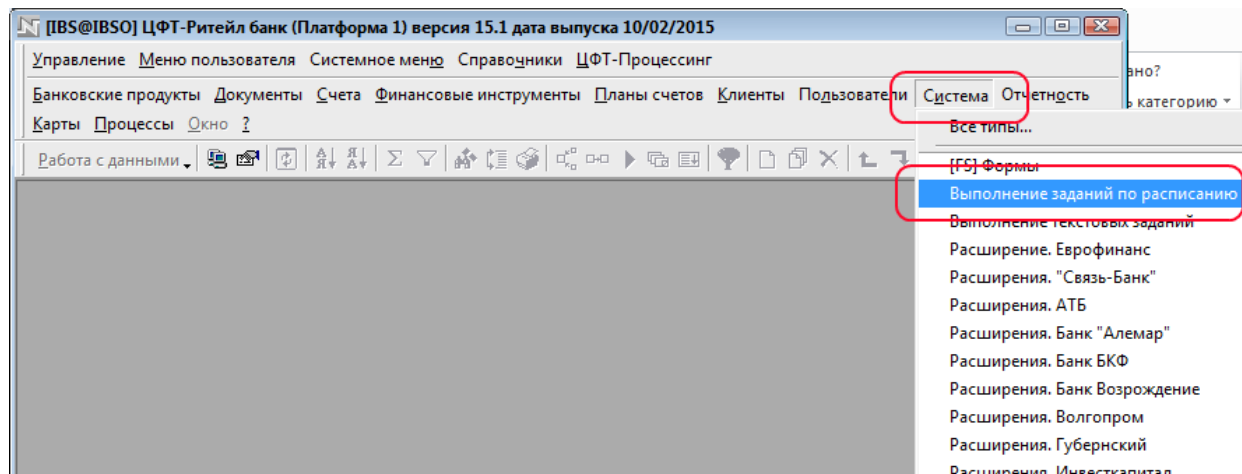 [IBS@IBSO] ЦФТ-Ритейл банк (Платформа 1) версия 15.1 дата выпуска 10/02/2015
Управление Меню пользователя Системное меню Справочники ЦФТ-Процессинг
ано?
Банковские продукты Документы Счета Финансовые инструменты Планы счетов Клиенты Пользователи Система Отчетность
ь категорию
Карты Процессы Окно ?
Все типы...
Работа с данными
[FS] Формы
Выполнение заданий по расписанию
Выполнение текстовых заданий
Расширение. Еврофинанс
Расширения. "Связь-Банк"
Расширения. АТБ
Расширения. Банк "Алемар"
Расширения. Банк БКФ
Расширения. Банк Возрождение
Расширения. Волгопром
Расширения. Губернский
Расширения. Инвесткапитал